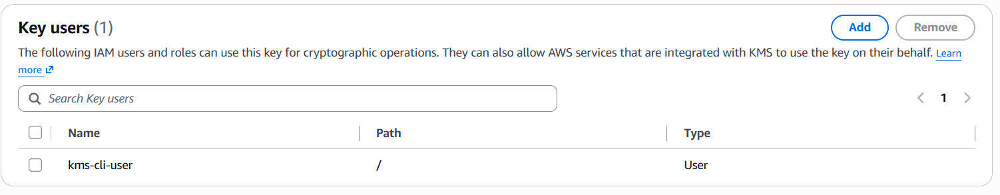 Key users (1)
Add
Remove
The following IAM users and roles can use this key for cryptographic operations. They can also allow AWS services that are integrated with KMS to use the key on their behalf. Learn
more
Search Key users
1
Name Path Type
kms-cli-user / User